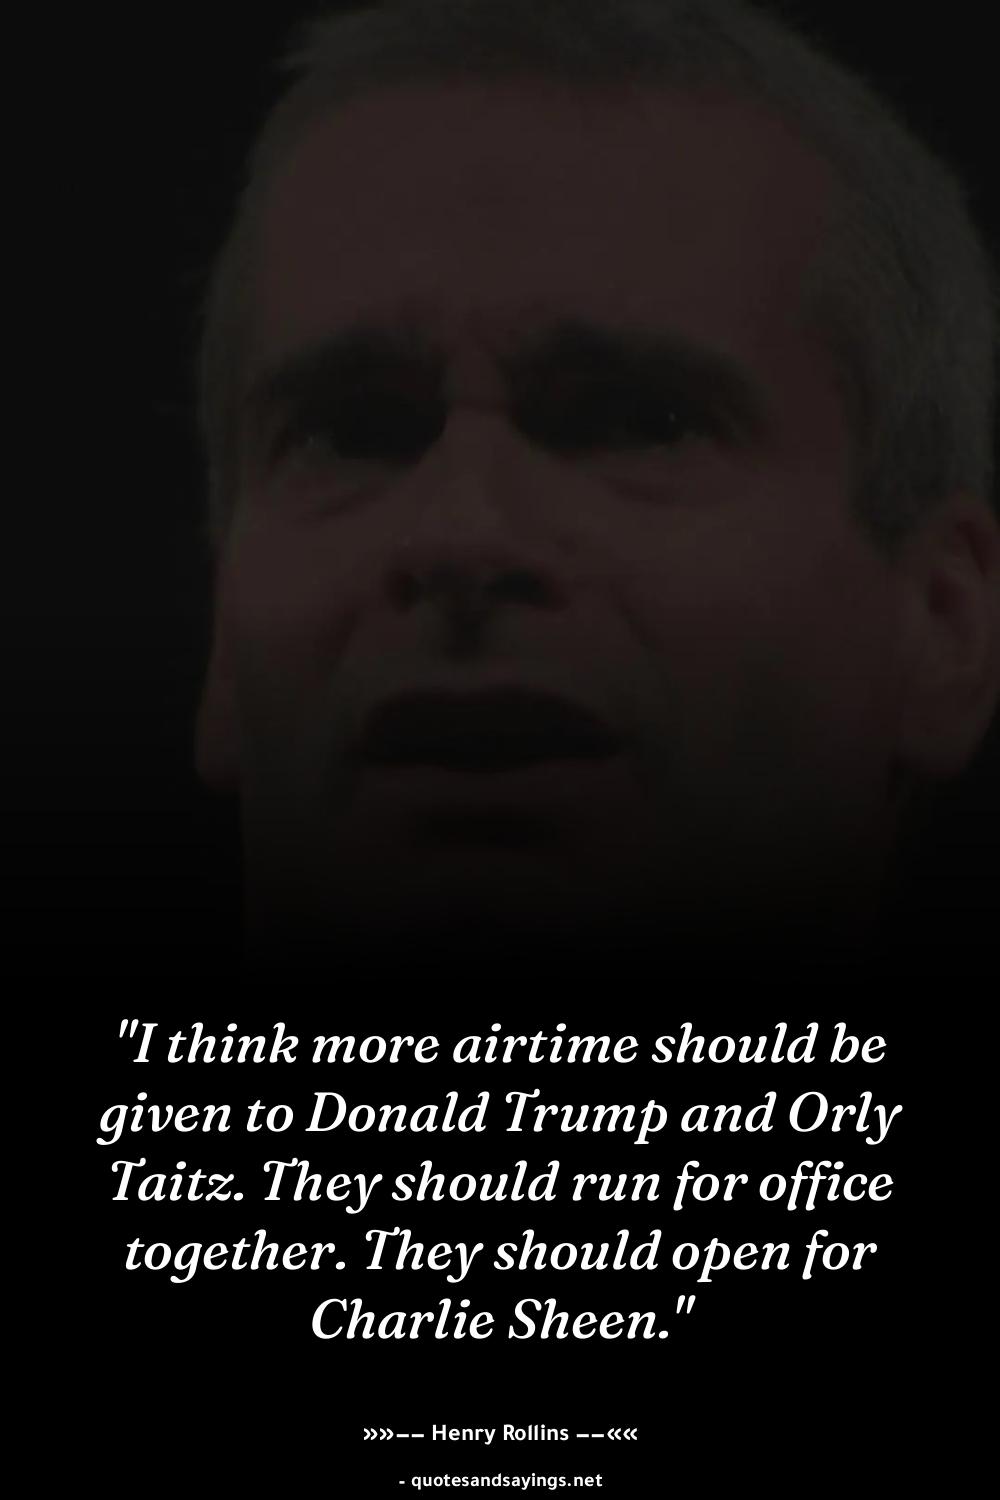 "I think more airtime should be
given to Donald Trump and Orly
Taitz. They should run for office
together. They should open for
Charlie Sheen."
»»−− Henry Rollins −−««
- quotesandsayings.net